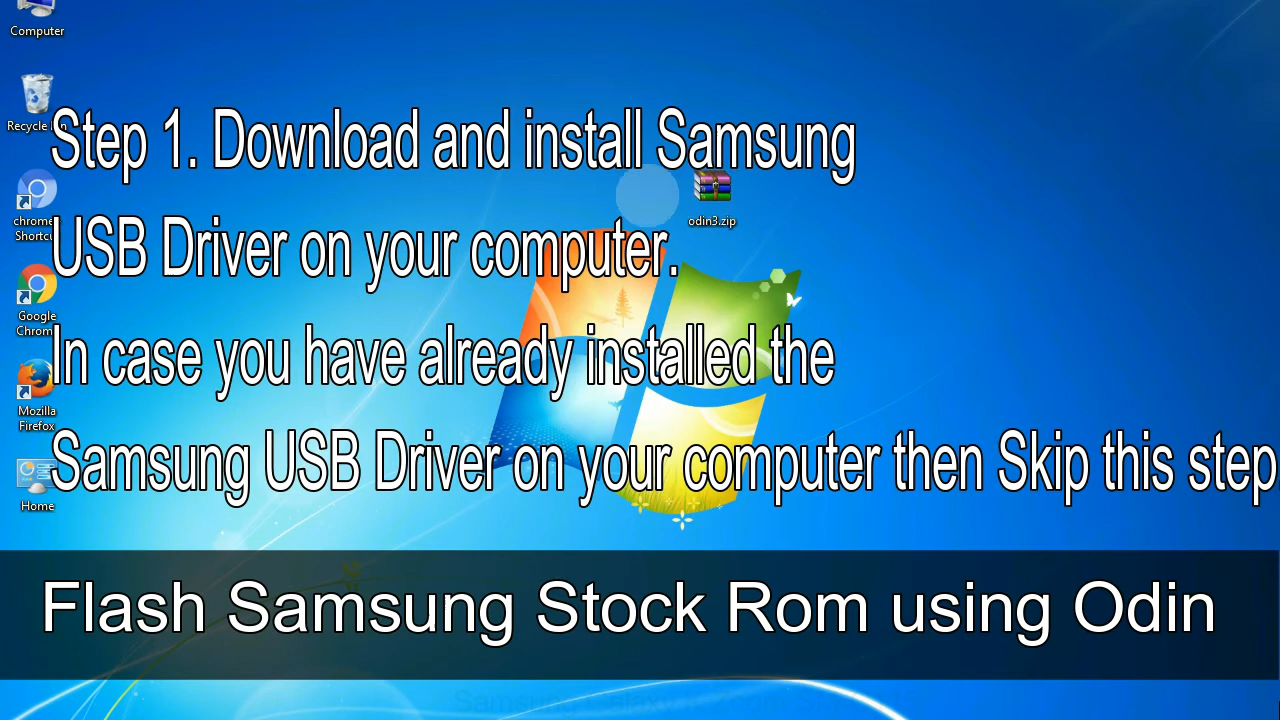 Computer
Recycle
Step 1. Download and install Samsung
chrome
Shortcu
odin3.zip
USB Driver on your computer.
Google
Chrom
In case you have already installed the
Mozilla
Firefox
Samsung USB Driver on your computer then Skip this step
Home
Flash Samsung Stock Rom using Odin